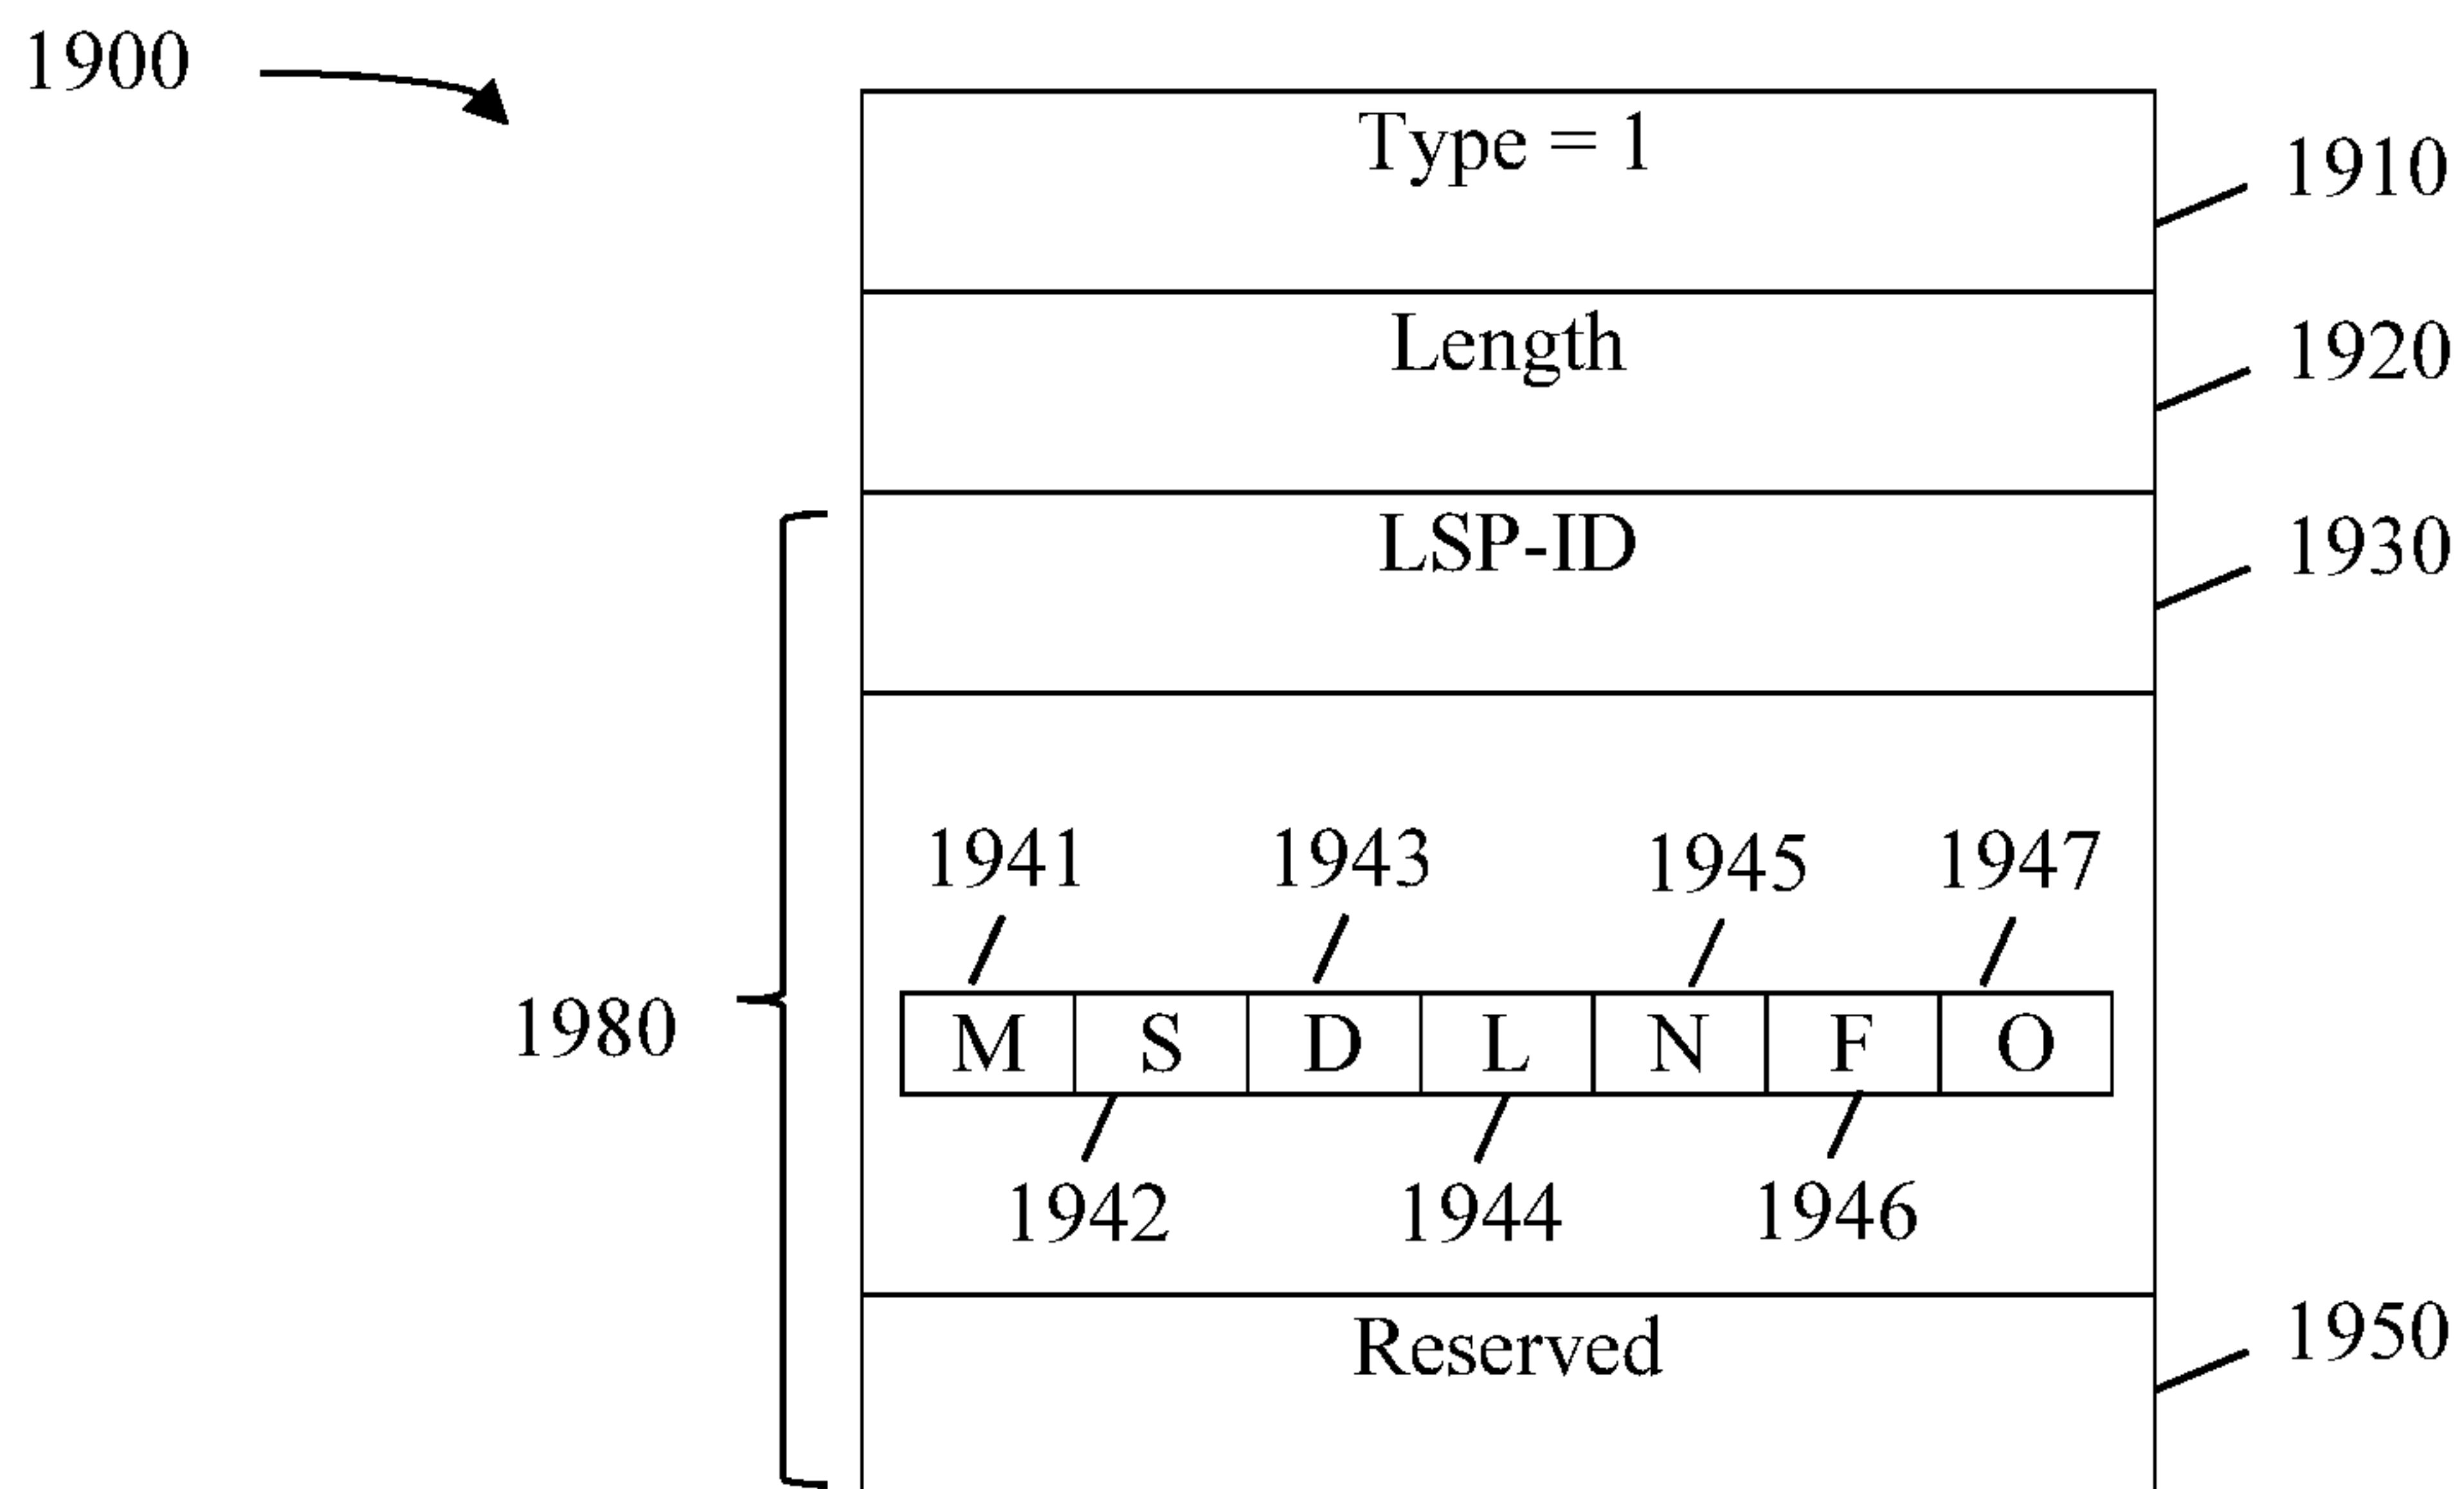 1900
Type = 1
1910
Length
1920
LSP-ID
1930
1941 1943 1945 1947
1980
M S D L N F O
1942 1944 1946
Reserved
1950